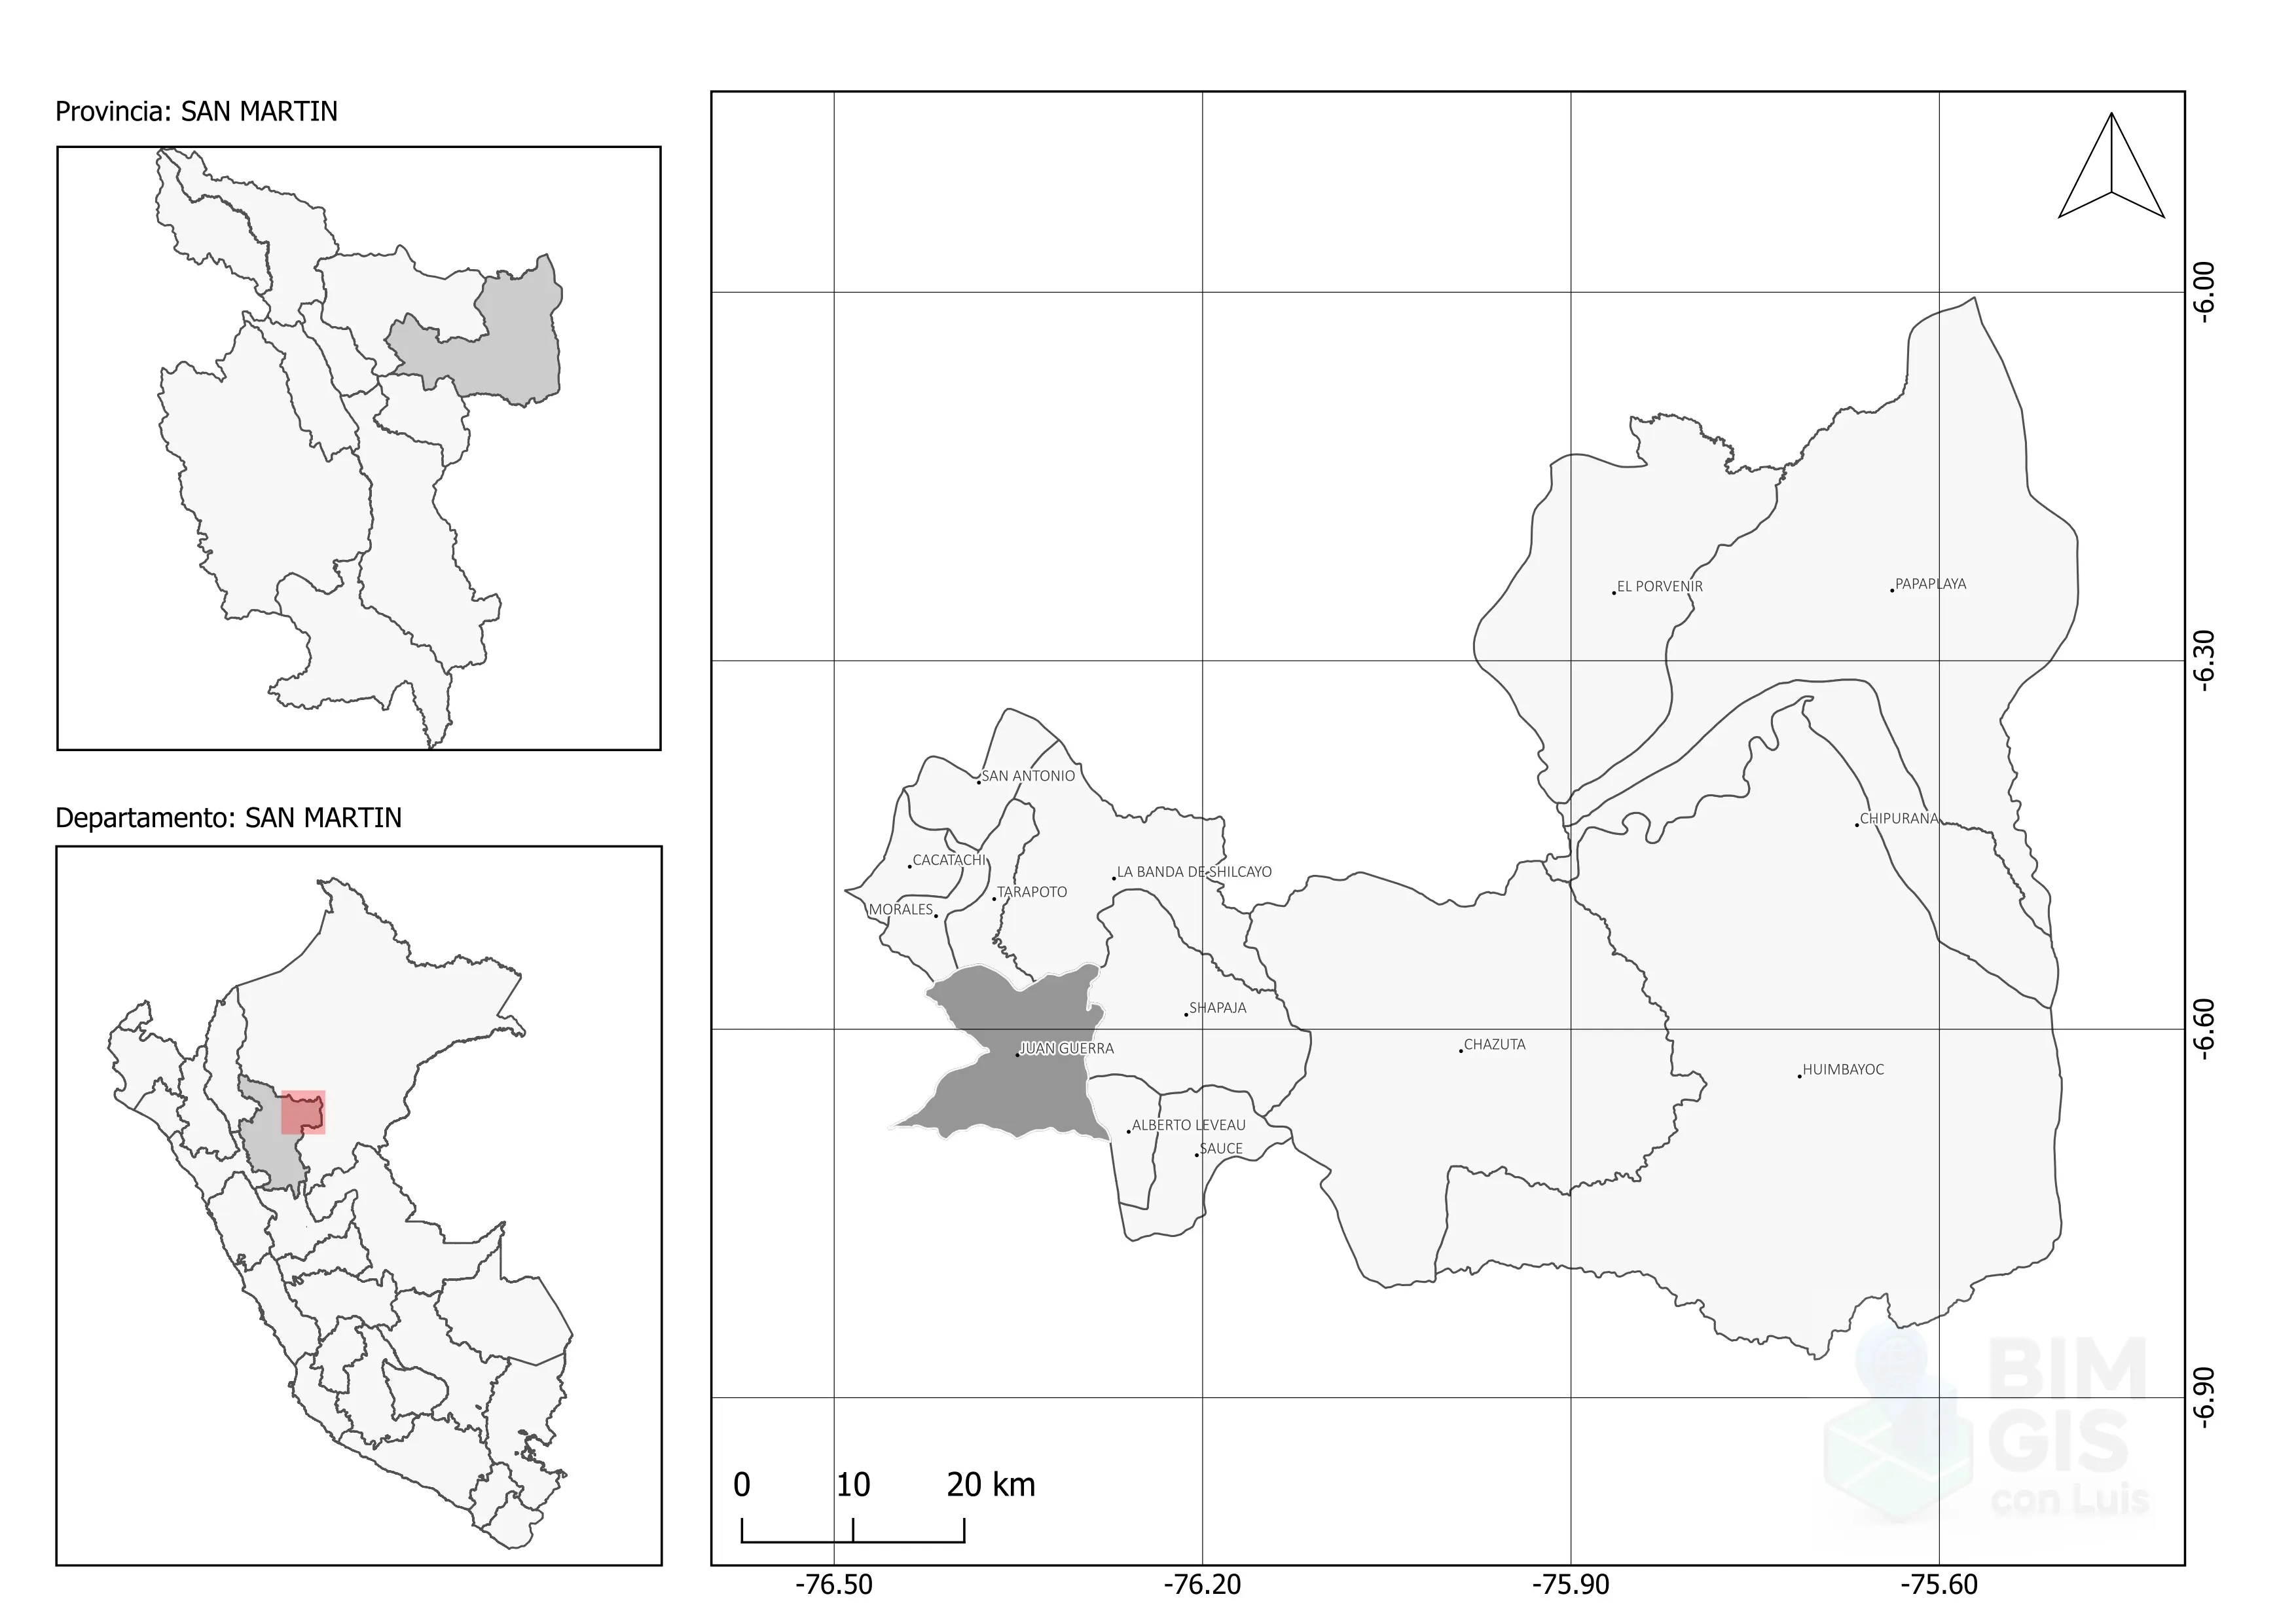 Provincia: SAN MARTIN
Departamento: SAN MARTIN
-6.00
-6.30
-6.60
-6.90
EL PORVENIR
PAPAPLAYA
SAN ANTONIO
CHIPURANA
CACATACHI
LA BANDA DE SHILCAYO
TARAPOTO
MORALES
SHAPAJA
JUAN GUERRA
CHAZUTA
HUIMBAYOC
ALBERTO LEVEAU
SAUCE
BIM
GIS
con Luis
0 10 20 km
-76.50 -76.20 -75.90 -75.60